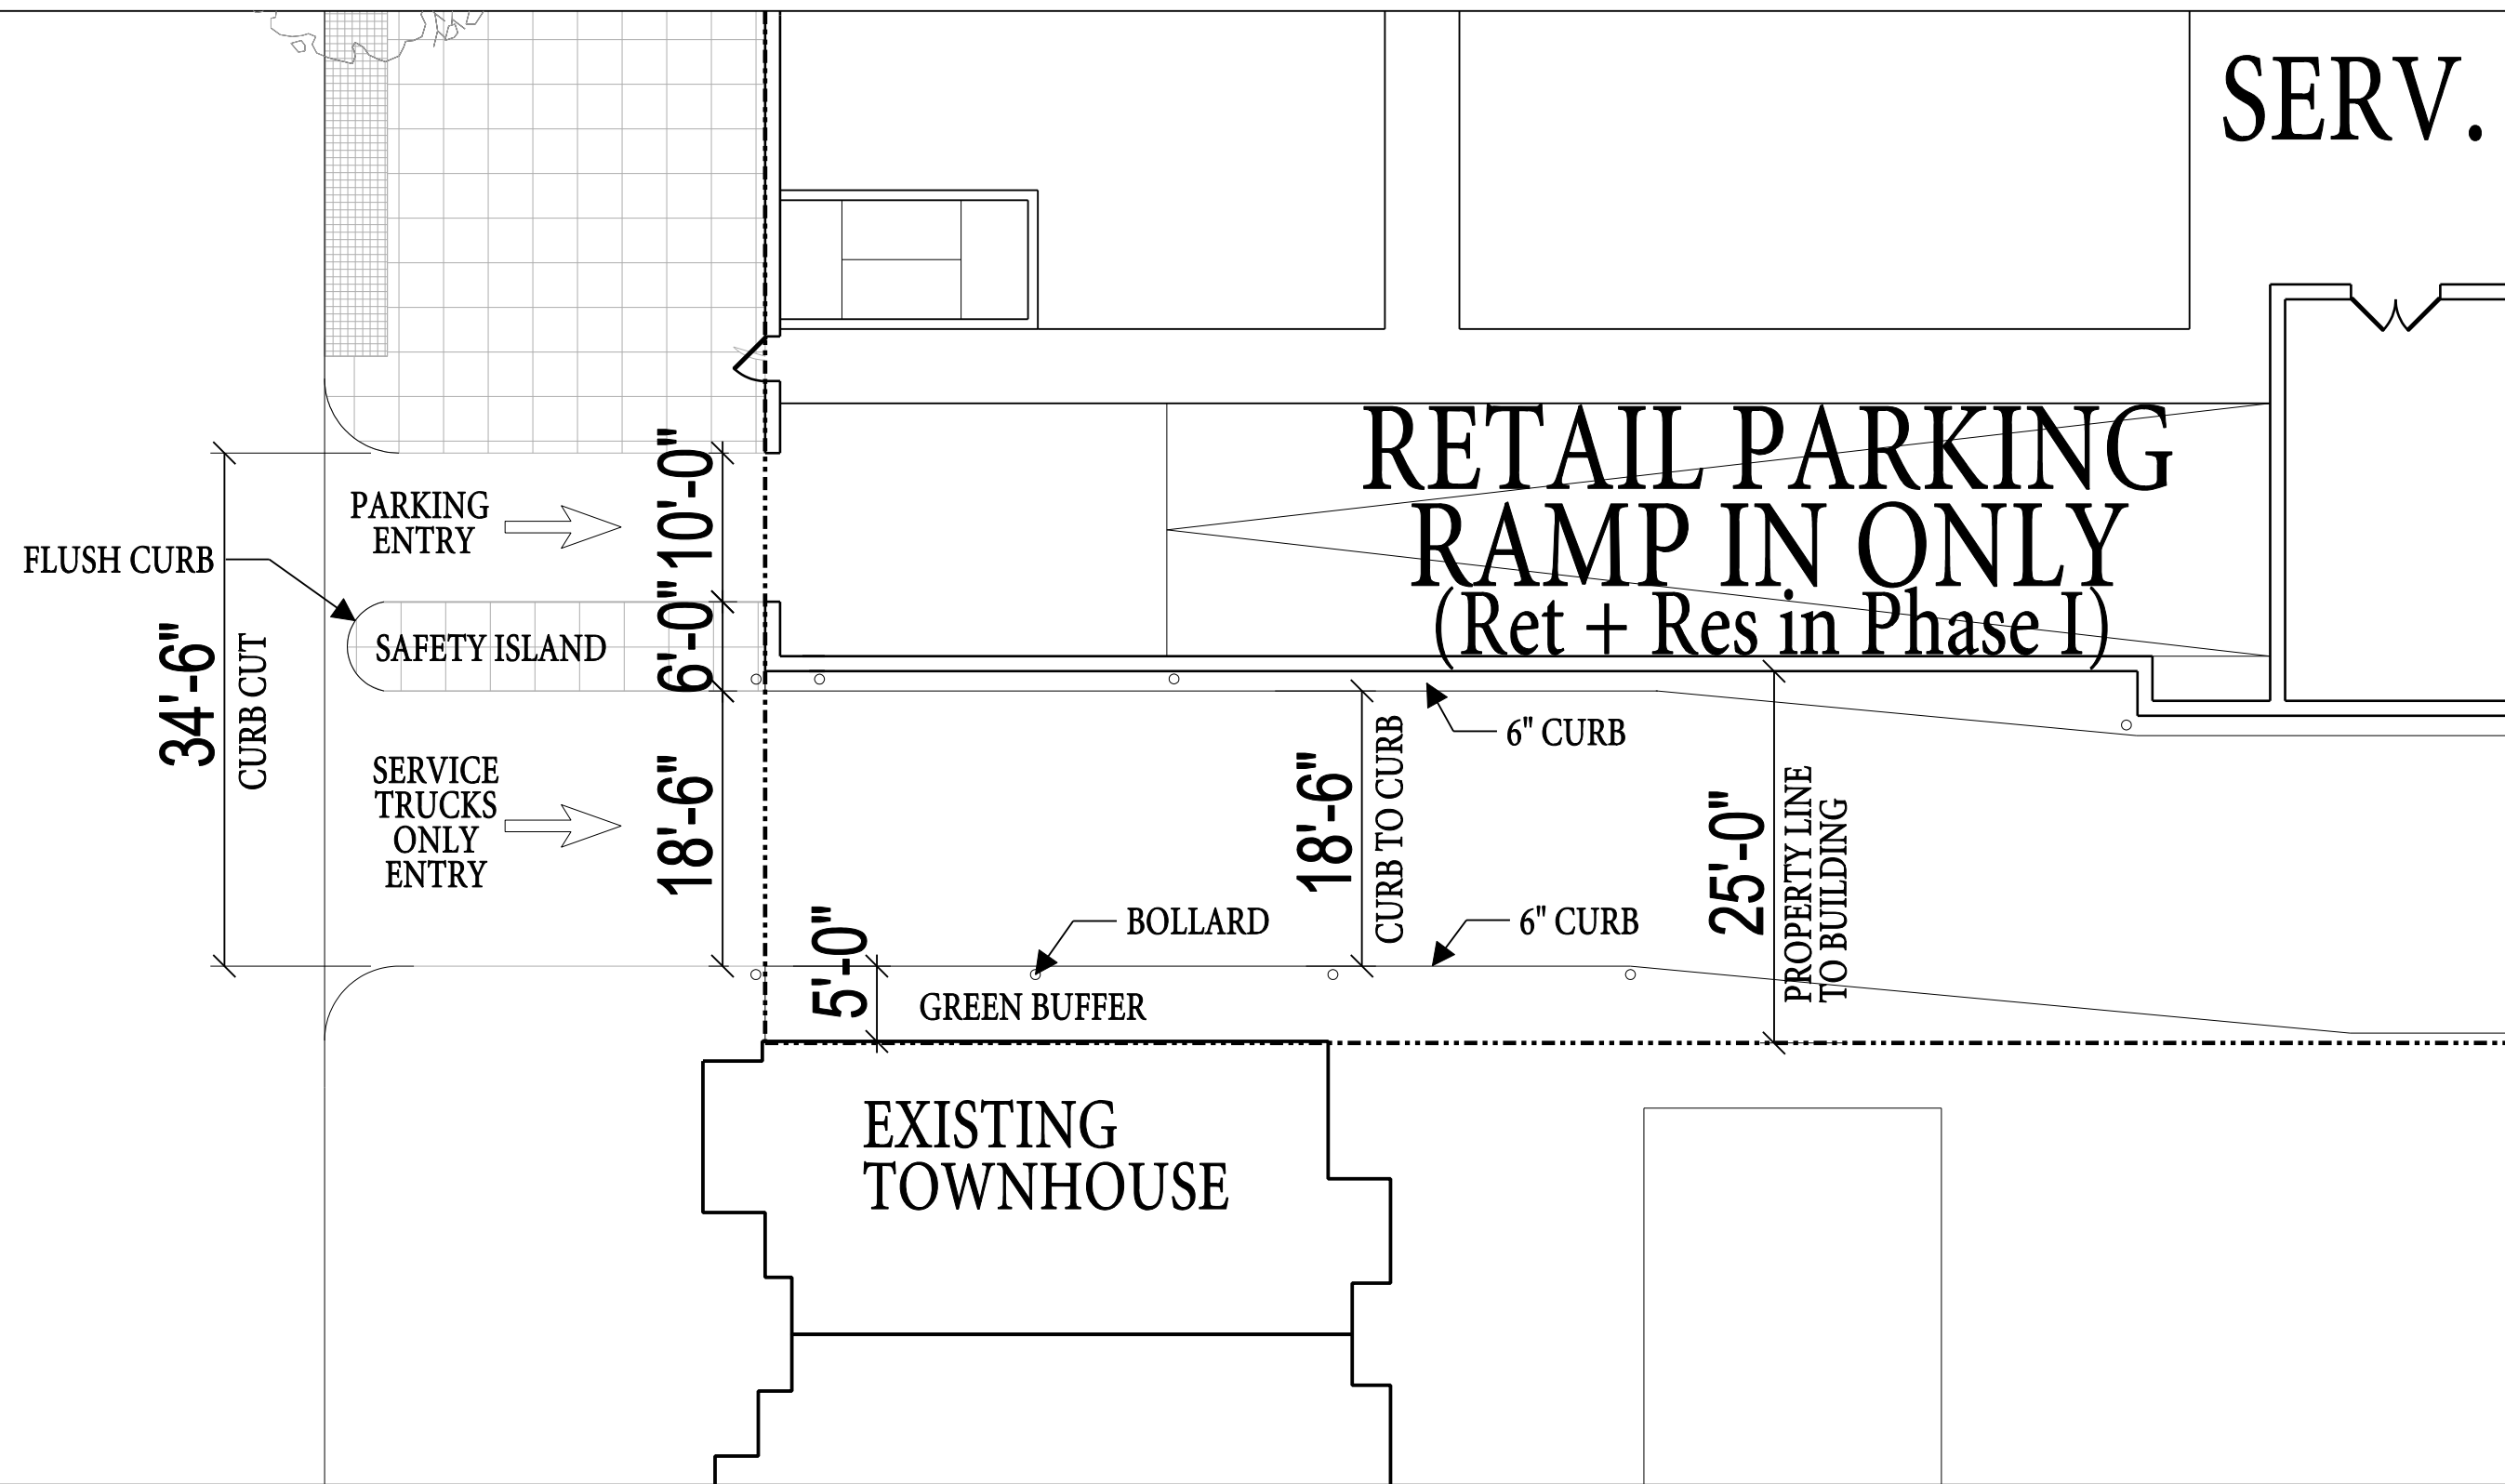 SERV.
RETAIL PARKING
RAMP IN ONLY
(Ret + Res in Phase I)
10'-0"
PARKING
ENTRY
FLUSH CURB
6'-0"
SAFETY ISLAND
34'-6"
CURB CUT
SERVICE
TRUCKS
ONLY
ENTRY
18'-6"
6" CURB
18'-6"
CURB TO CURB
25'-0"
PROPERTY LINE
TO BUILDING
BOLLARD
6" CURB
5'-0"
GREEN BUFFER
EXISTING
TOWNHOUSE